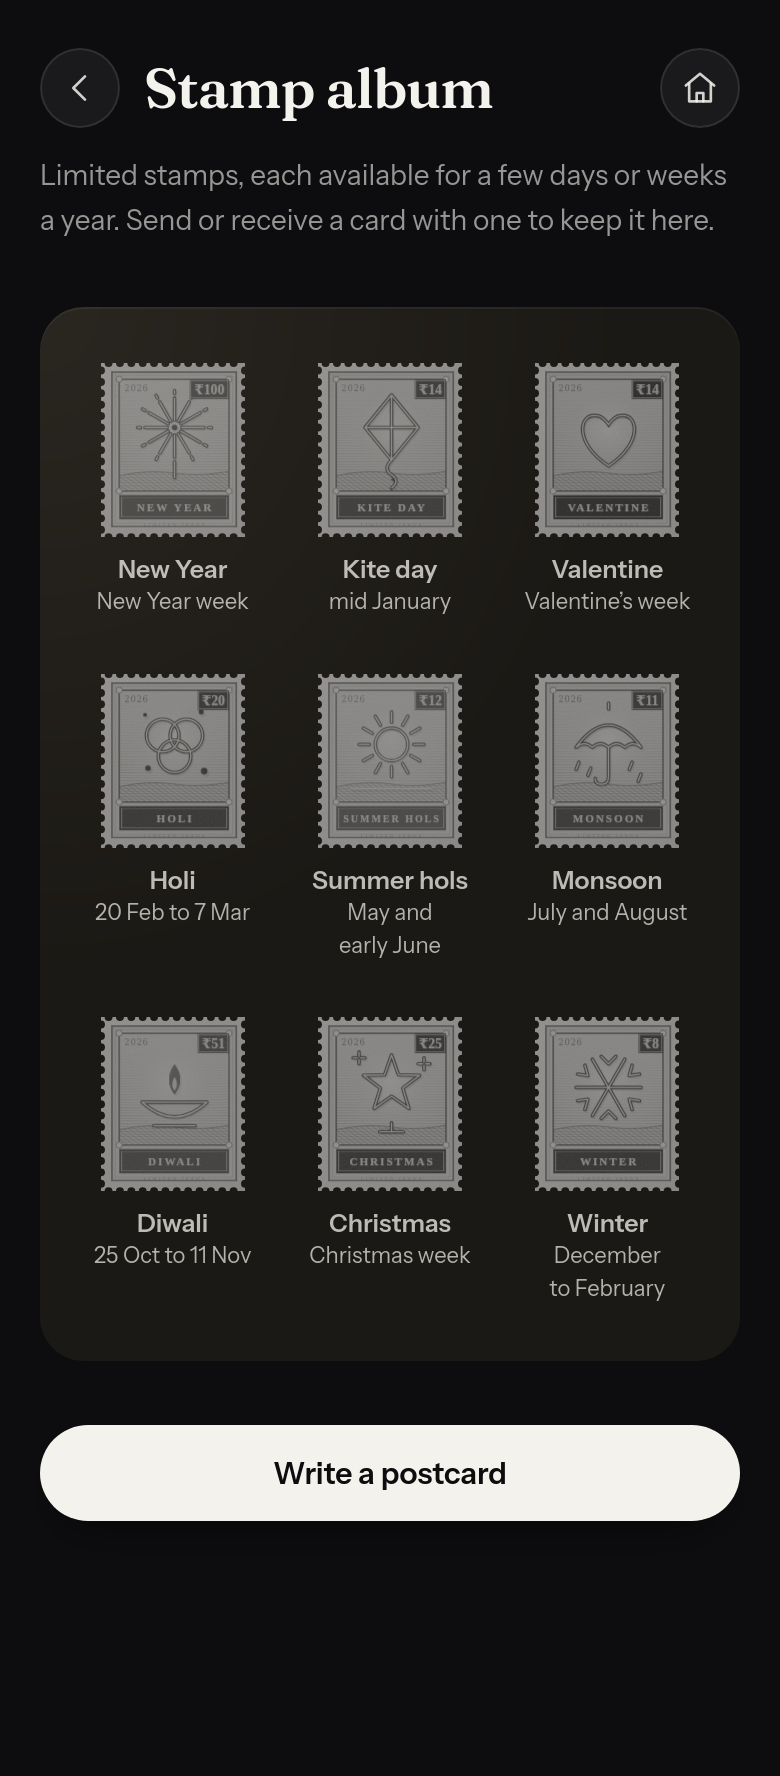 Stamp album
Limited stamps, each available for a few days or weeks
a year. Send or receive a card with one to keep it here.
2026 ₹100
NEW YEAR
2026 ₹14
KITE DAY
2026 ₹14
VALENTINE
New Year
New Year week
Kite day
mid January
Valentine
Valentine’s week
2026 ₹20
HOLI
2026 ₹12
SUMMER HOLS
2026 ₹11
MONSOON
Holi
20 Feb to 7 Mar
Summer hols
May and
early June
Monsoon
July and August
2026 ₹51
DIWALI
2026 ₹25
CHRISTMAS
2026 ₹8
WINTER
Diwali
25 Oct to 11 Nov
Christmas
Christmas week
Winter
December
to February
Write a postcard